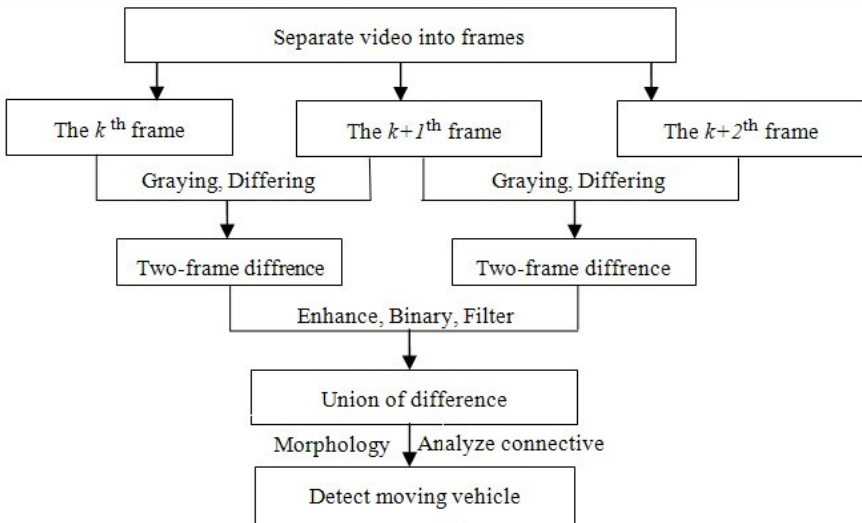 Separate video into frames
The k th frame
The k+1th frame
The k+2th frame
Graying, Differing
Graying, Differing
Two-frame diffrence
Two-frame diffrence
Enhance, Binary, Filter
Union of difference
Morphology
Analyze connective
Detect moving vehicle